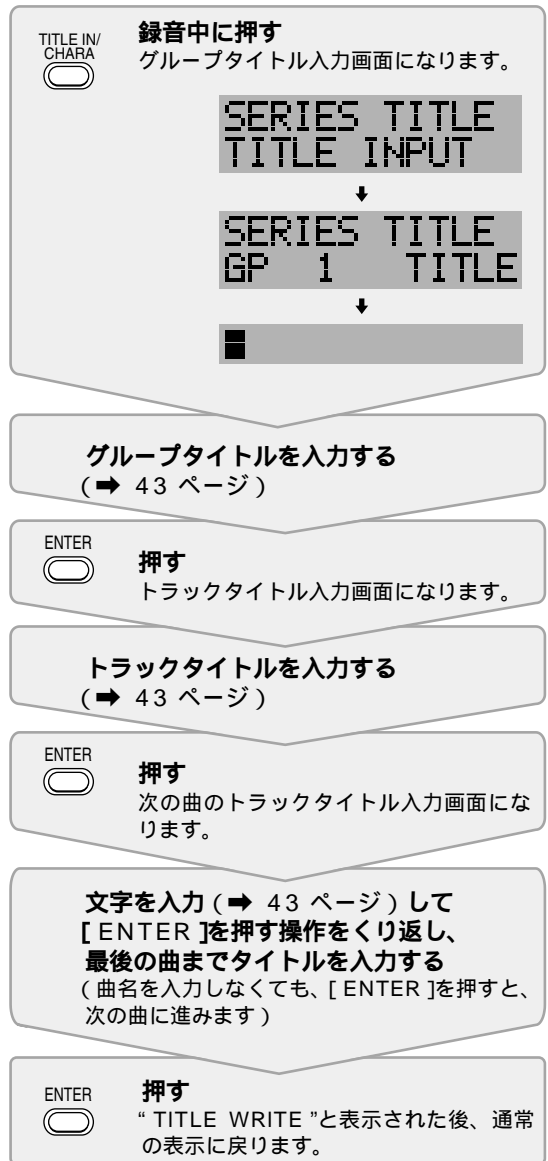 TITLE IN/
CHARA
録音中に押す
グループタイトル入力画面になります。
SERIES TITLE
TITLE INPUT
SERIES TITLE
GP 1 TITLE
グループタイトルを入力する
(➡ 43 ページ)
ENTER
押す
トラックタイトル入力画面になります。
トラックタイトルを入力する
(➡ 43 ページ)
ENTER
押す
次の曲のトラックタイトル入力画面にな
ります。
文字を入力(➡ 43 ページ)して
[ENTER]を押す操作をくり返し、
最後の曲までタイトルを入力する
(曲名を入力しなくても、[ENTER]を押すと、
次の曲に進みます)
ENTER
押す
“TITLE WRITE”と表示された後、通常
の表示に戻ります。